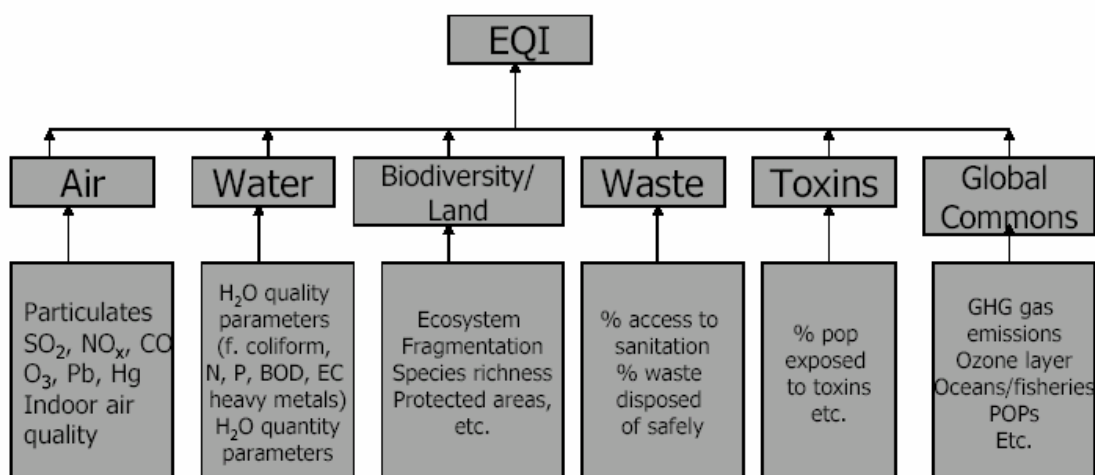 EQI
Air
Water
Biodiversity/
Land
Waste
Toxins
Global
Commons
Particulates
SO₂, NOₓ, CO
O₃, Pb, Hg
Indoor air
quality
H₂O quality
parameters
(f. coliform,
N, P, BOD, EC
heavy metals)
H₂O quantity
parameters
Ecosystem
Fragmentation
Species richness
Protected areas,
etc.
% access to
sanitation
% waste
disposed
of safely
% pop
exposed
to toxins
etc.
GHG gas
emissions
Ozone layer
Oceans/fisheries
POPs
Etc.